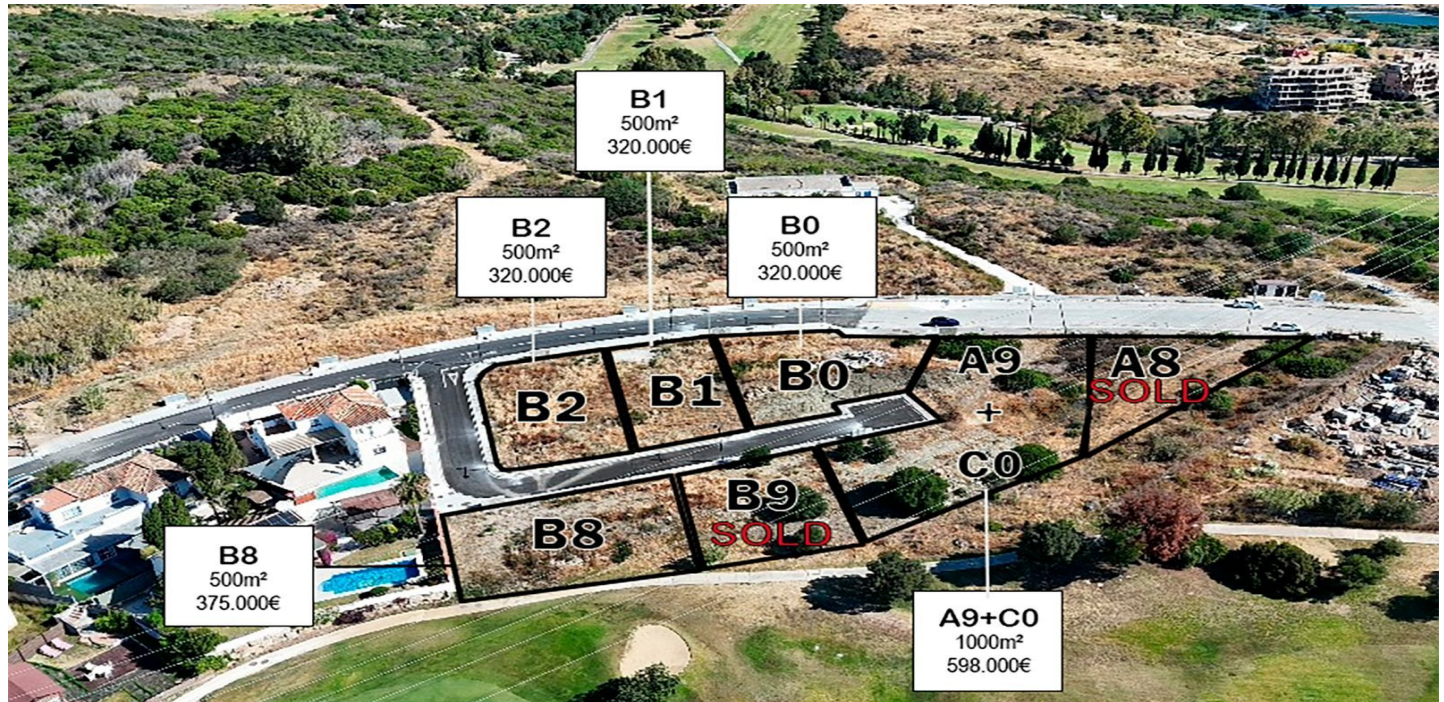 B1
500m²
320.000€
B2
500m²
320.000€
B0
500m²
320.000€
B2
B1
B0
A9
+
C0
A8
SOLD
B8
B9
SOLD
B8
500m²
375.000€
A9+C0
1000m²
598.000€